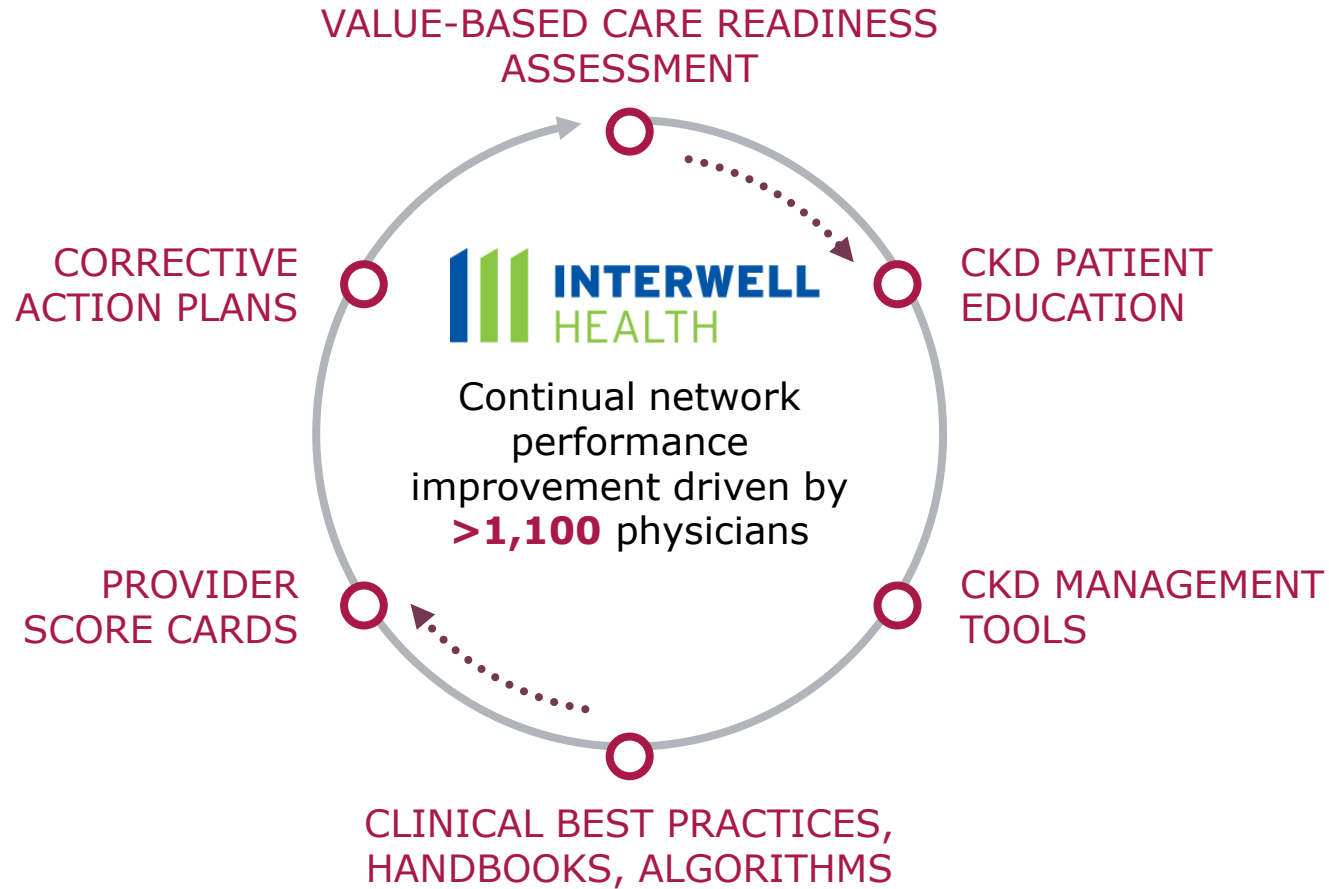 VALUE-BASED CARE READINESS
ASSESSMENT
CORRECTIVE
ACTION PLANS
INTERWELL
HEALTH
CKD PATIENT
EDUCATION
Continual network
performance
improvement driven by
>1,100 physicians
PROVIDER
SCORE CARDS
CKD MANAGEMENT
TOOLS
CLINICAL BEST PRACTICES,
HANDBOOKS, ALGORITHMS